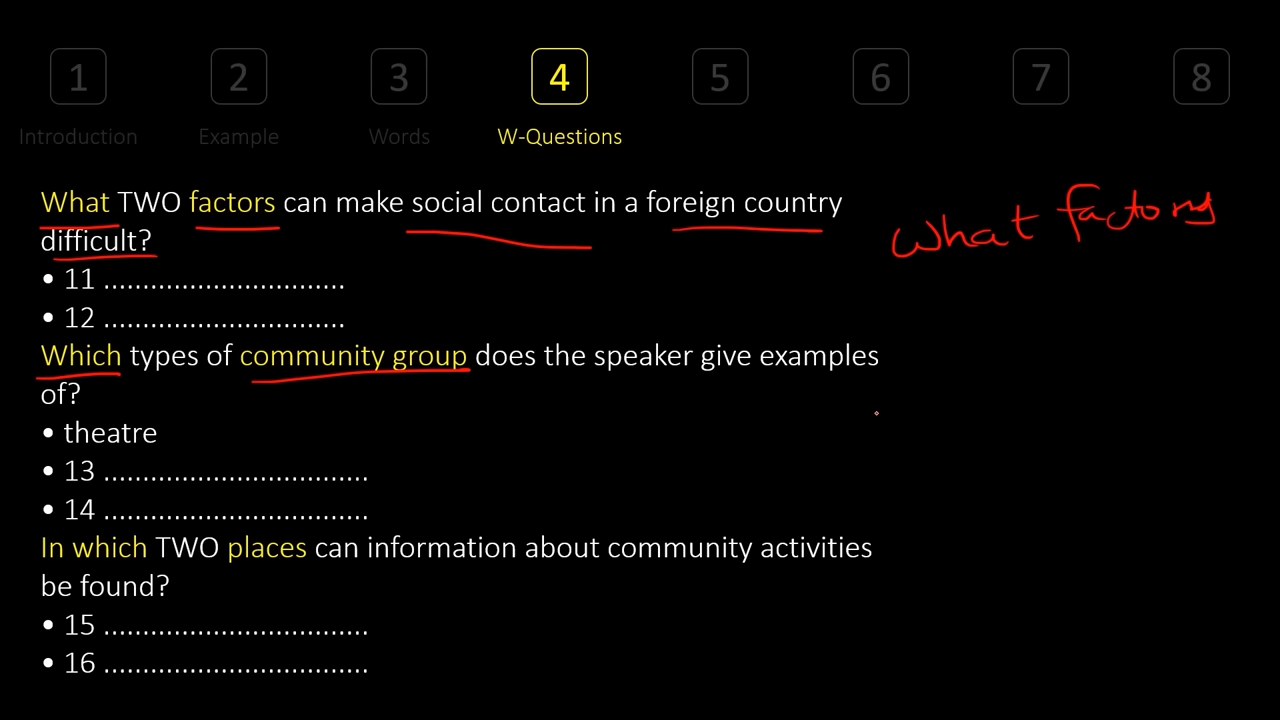 1 2 3 4 5 6 7 8
Introduction Example Words W-Questions
What TWO factors can make social contact in a foreign country
difficult?
What factors
• 11 ..............................
• 12 ..............................
Which types of community group does the speaker give examples
of?
• theatre
• 13 .................................
• 14 .................................
In which TWO places can information about community activities
be found?
• 15 .................................
• 16 .................................